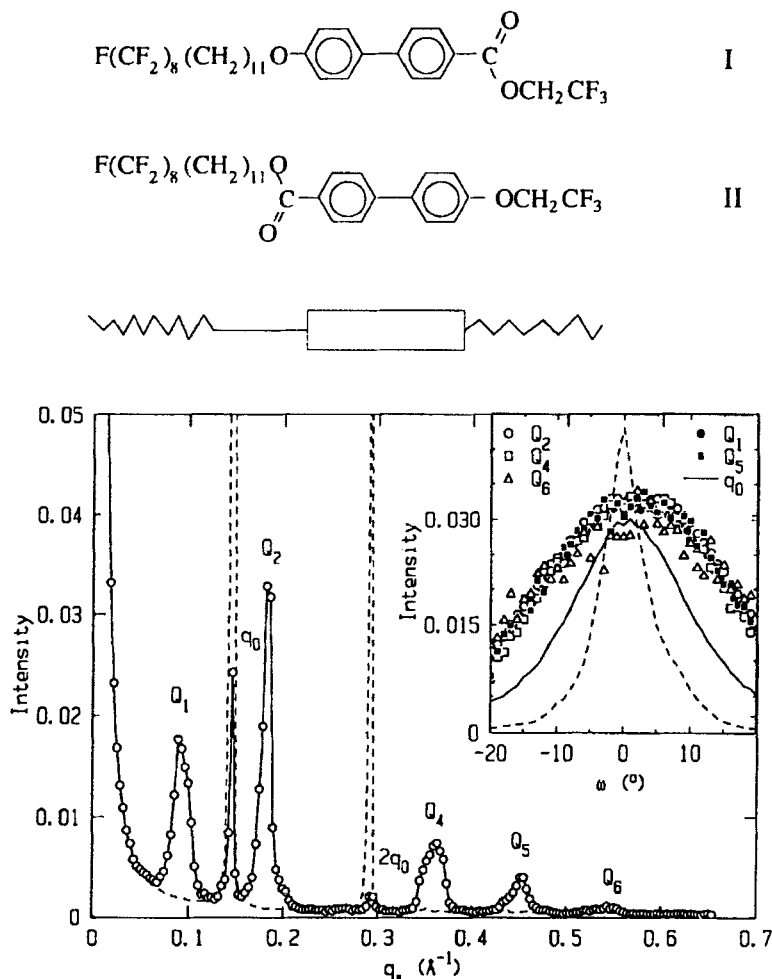 F(CF₂)₈(CH₂)₁₁O
C
O
OCH₂CF₃
I
F(CF₂)₈(CH₂)₁₁O
C
O
OCH₂CF₃
II
0.05
0.04
0.03
0.02
0.01
0
Intensity
Q₁
q₀
Q₂
2q₀
Q₄
Q₅
Q₆
0 0.1 0.2 0.3 0.4 0.5 0.6 0.7
(Å⁻¹)
○ Q₂ ● Q₁
□ Q₄ ▪ Q₅
△ Q₆ — q₀
0.030
0.015
0
Intensity
-20 -10 0 10
ω (°)